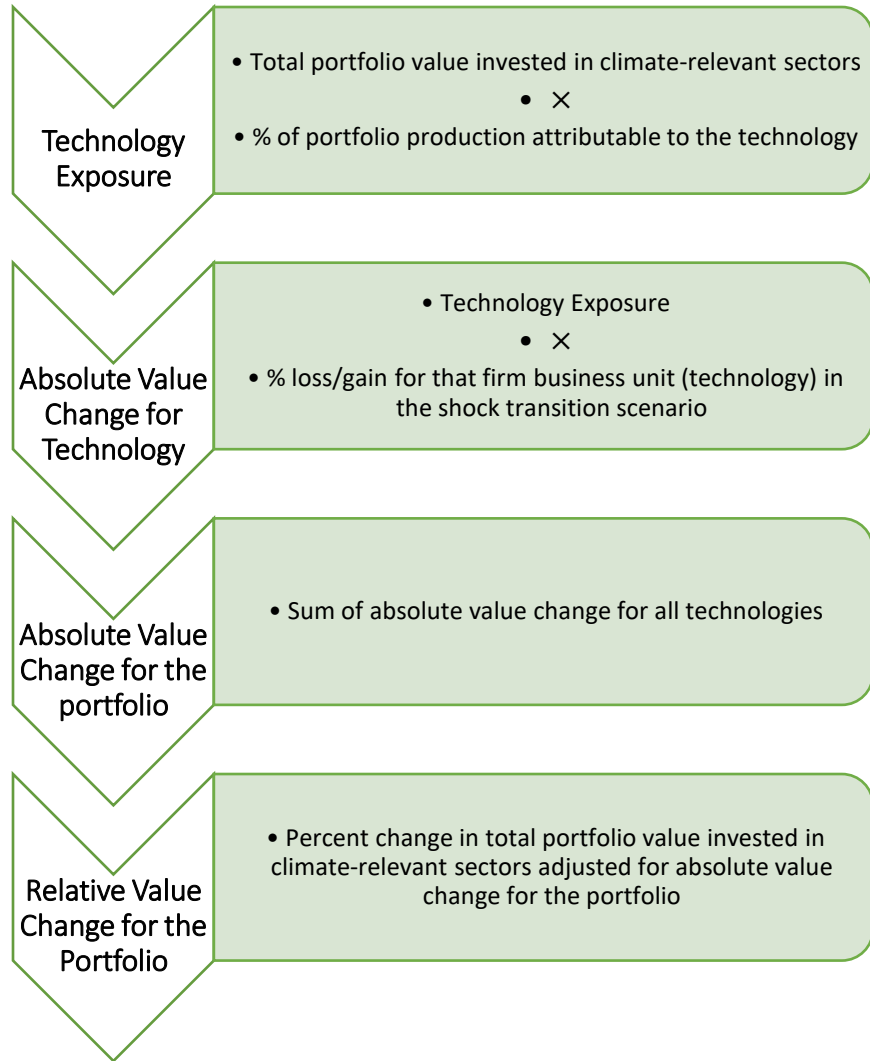 Technology
Exposure
• Total portfolio value invested in climate-relevant sectors
• ×
• % of portfolio production attributable to the technology
Absolute Value
Change for
Technology
• Technology Exposure
• ×
• % loss/gain for that firm business unit (technology) in
the shock transition scenario
Absolute Value
Change for the
portfolio
• Sum of absolute value change for all technologies
Relative Value
Change for the
Portfolio
• Percent change in total portfolio value invested in
climate-relevant sectors adjusted for absolute value
change for the portfolio